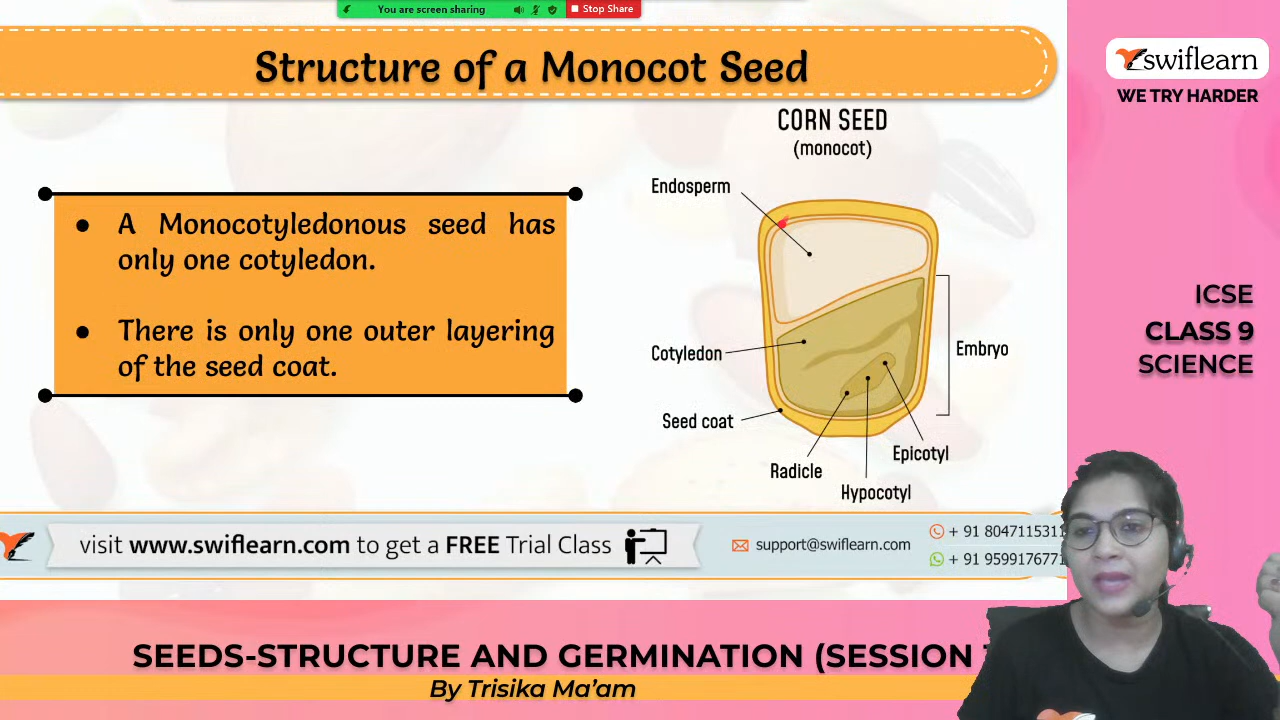 You are screen sharing
Stop Share
Structure of a Monocot Seed
swiflearn
WE TRY HARDER
CORN SEED
(monocot)
Endosperm
● A Monocotyledonous seed has
only one cotyledon.
● There is only one outer layering
of the seed coat.
Cotyledon
Embryo
Seed coat
Radicle
Epicotyl
Hypocotyl
ICSE
CLASS 9
SCIENCE
visit www.swiflearn.com to get a FREE Trial Class
support@swiflearn.com
+ 91 8047115311
+ 91 9599176771
SEEDS-STRUCTURE AND GERMINATION (SESSION
By Trisika Ma'am